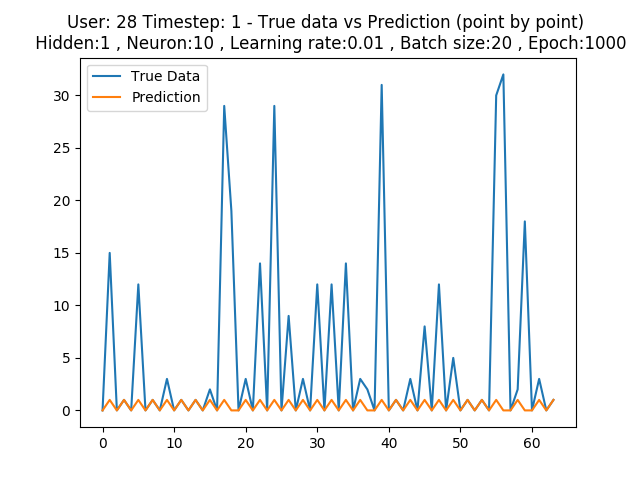 User: 28 Timestep: 1 - True data vs Prediction (point by point)
Hidden:1 , Neuron:10 , Learning rate:0.01 , Batch size:20 , Epoch:1000
True Data
Prediction
30
25
20
15
10
5
0
0 10 20 30 40 50 60